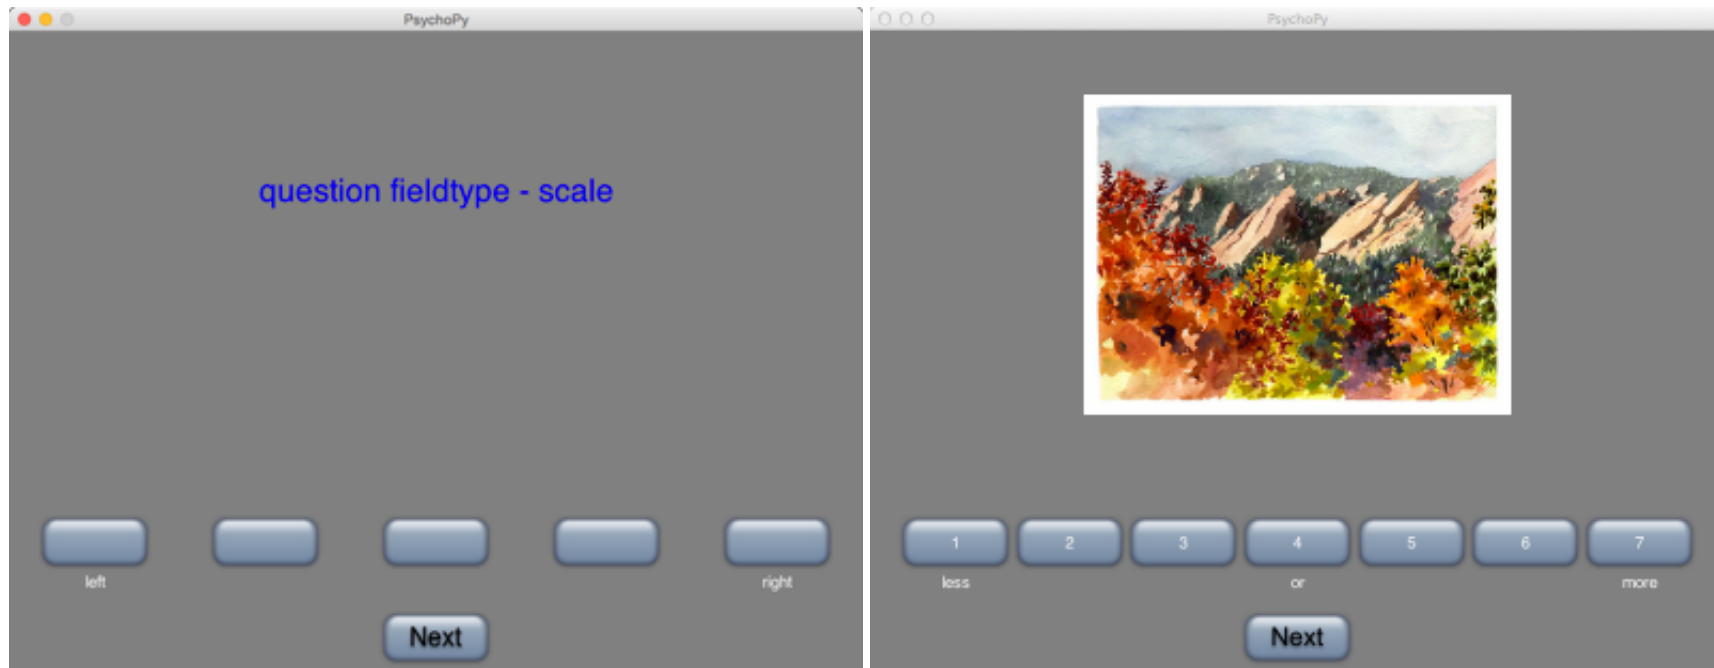 PsychoPy
question fieldtype - scale
left right
Next
PsychoPy
1 2 3 4 5 6 7
less or more
Next